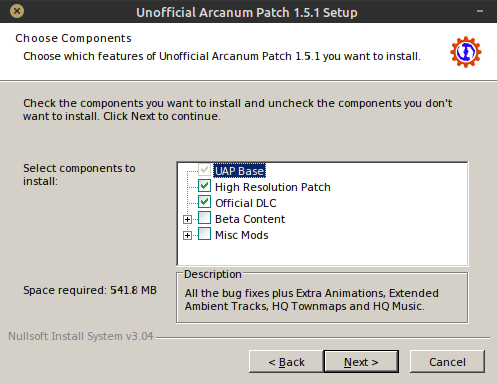 Unofficial Arcanum Patch 1.5.1 Setup
Choose Components
Choose which features of Unofficial Arcanum Patch 1.5.1 you want to install.
Check the components you want to install and uncheck the components you don't
want to install. Click Next to continue.
Select components to
install:
UAP Base
High Resolution Patch
Official DLC
Beta Content
Misc Mods
Space required: 541.8 MB
Description
All the bug fixes plus Extra Animations, Extended
Ambient Tracks, HQ Townmaps and HQ Music.
Nullsoft Install System v3.04
< Back
Next >
Cancel